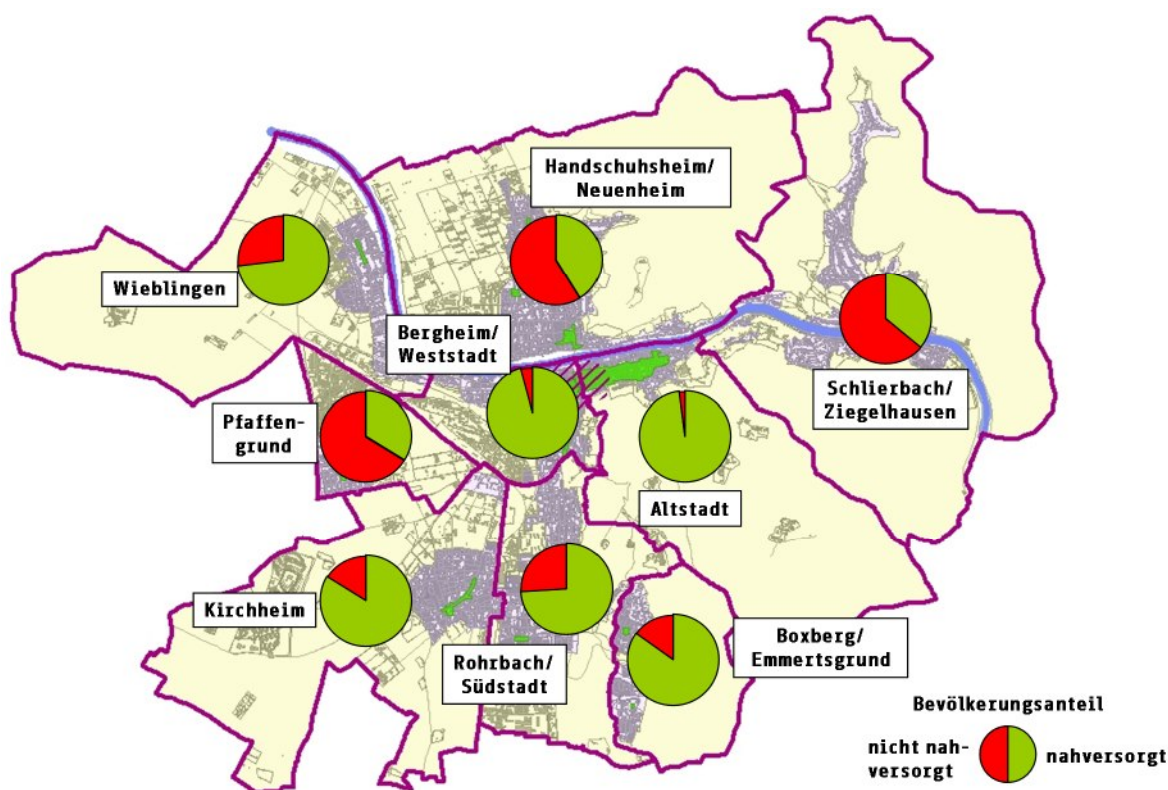 Handschuhsheim/
Neuenheim
Wieblingen
Bergheim/
Weststadt
Schlierbach/
Ziegelhausen
Pfaffen-
grund
Altstadt
Kirchheim
Rohrbach/
Südstadt
Boxberg/
Emmertsgrund
Bevölkerungsanteil
nicht nah-
versorgt
nahversorgt